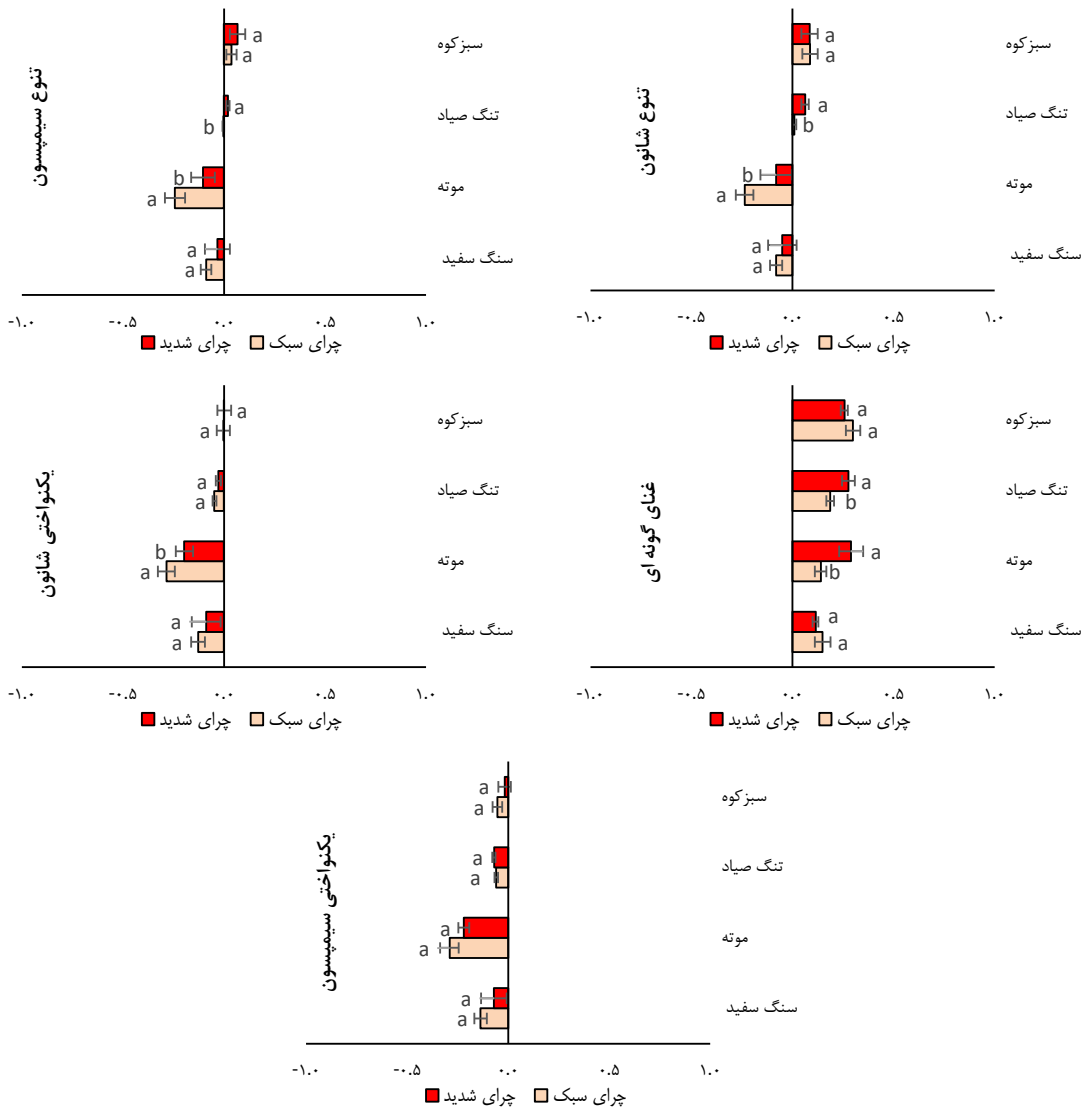 تنوع سیمپسون
a
سبزکوه
a
a
تنگ صیاد
b
b
موته
a
a
سنگ سفید
a
-۱.۰ -۰.۵ ۰.۰ ۰.۵ ۱.۰
چرای شدید چرای سبک
تنوع شانون
a
سبزکوه
a
a
تنگ صیاد
b
b
موته
a
a
سنگ سفید
a
-۱.۰ -۰.۵ ۰.۰ ۰.۵ ۱.۰
چرای شدید چرای سبک
یکنواختی شانون
a
سبزکوه
a
a
تنگ صیاد
a
b
موته
a
a
سنگ سفید
a
-۱.۰ -۰.۵ ۰.۰ ۰.۵ ۱.۰
چرای شدید چرای سبک
غنای گونه ای
a
سبزکوه
a
a
تنگ صیاد
b
a
موته
b
a
سنگ سفید
a
-۱.۰ -۰.۵ ۰.۰ ۰.۵ ۱.۰
چرای شدید چرای سبک
یکنواختی سیمپسون
a
سبزکوه
a
a
تنگ صیاد
a
a
موته
a
a
سنگ سفید
a
-۱.۰ -۰.۵ ۰.۰ ۰.۵ ۱.۰
چرای شدید چرای سبک